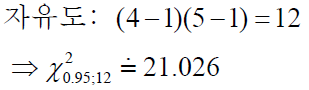 자유도: (4−1)(5−1) = 12
⇒ χ²₀.₉₅;₁₂ ≐ 21.026